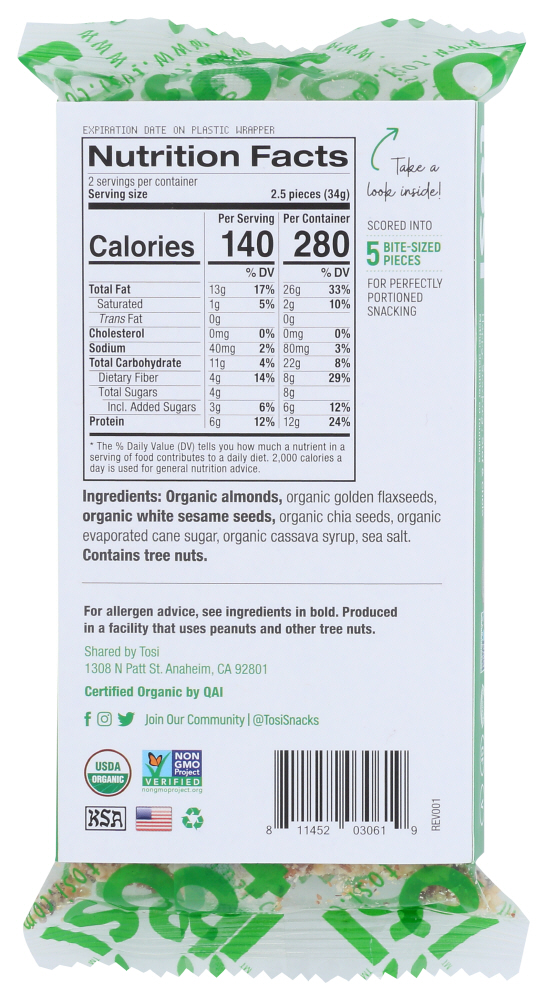 www.tosi.com
EXPIRATION DATE ON PLASTIC WRAPPER
Nutrition Facts
2 servings per container
Serving size 2.5 pieces (34g)
Per Serving Per Container
Calories 140 280
% DV % DV
Total Fat 13g 17% 26g 33%
Saturated 1g 5% 2g 10%
Trans Fat 0g 0g
Cholesterol 0mg 0% 0mg 0%
Sodium 40mg 2% 80mg 3%
Total Carbohydrate 11g 4% 22g 8%
Dietary Fiber 4g 14% 8g 29%
Total Sugars 4g 8g
Incl. Added Sugars 3g 6% 6g 12%
Protein 6g 12% 12g 24%
* The % Daily Value (DV) tells you how much a nutrient in a
serving of food contributes to a daily diet. 2,000 calories a
day is used for general nutrition advice.
Take a
look inside!
SCORED INTO
5 BITE-SIZED
PIECES
FOR PERFECTLY
PORTIONED
SNACKING
Ingredients: Organic almonds, organic golden flaxseeds,
organic white sesame seeds, organic chia seeds, organic
evaporated cane sugar, organic cassava syrup, sea salt.
Contains tree nuts.
For allergen advice, see ingredients in bold. Produced
in a facility that uses peanuts and other tree nuts.
Shared by Tosi
1308 N Patt St. Anaheim, CA 92801
Certified Organic by QAI
f Join Our Community | @TosiSnacks
USDA
ORGANIC
NON
GMO
Project
VERIFIED
nongmoproject.org
KSA
8 11452 03061 9
REV001